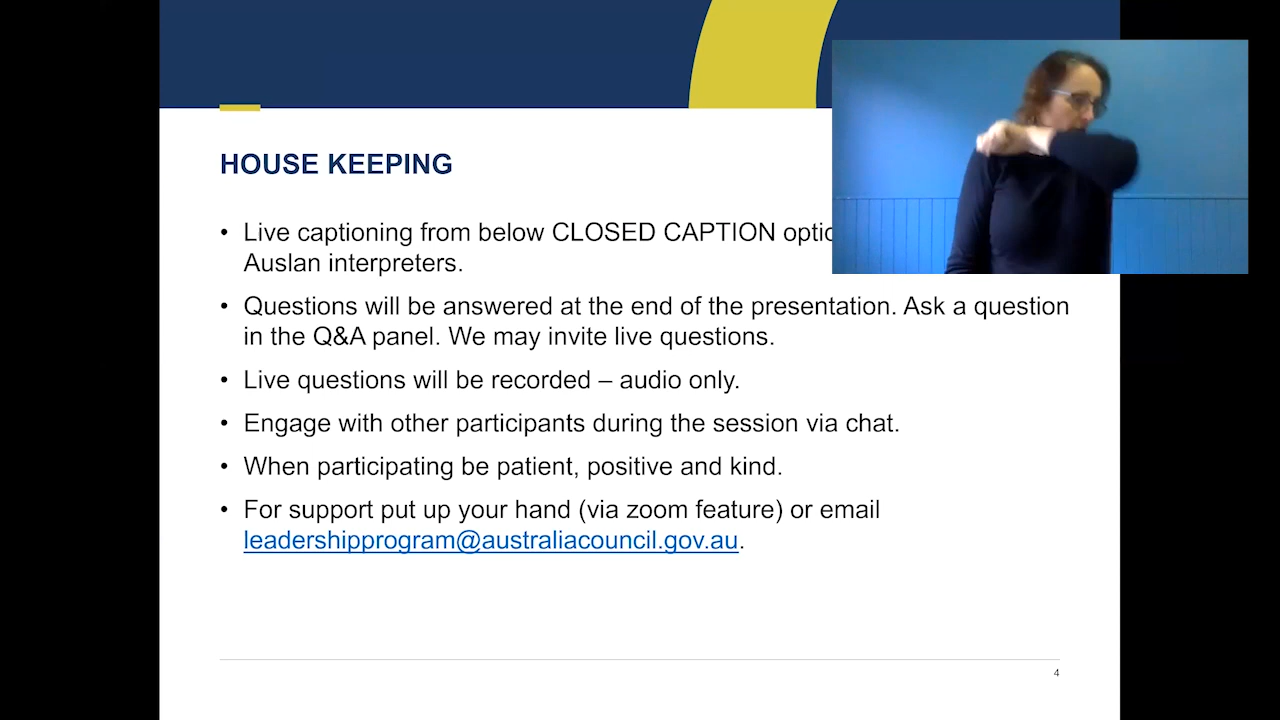 HOUSE KEEPING
• Live captioning from below CLOSED CAPTION
Auslan interpreters.
• Questions will be answered at the end of the presentation. Ask a question
in the Q&A panel. We may invite live questions.
• Live questions will be recorded – audio only.
• Engage with other participants during the session via chat.
• When participating be patient, positive and kind.
• For support put up your hand (via zoom feature) or email
leadershipprogram@australiacouncil.gov.au.
4